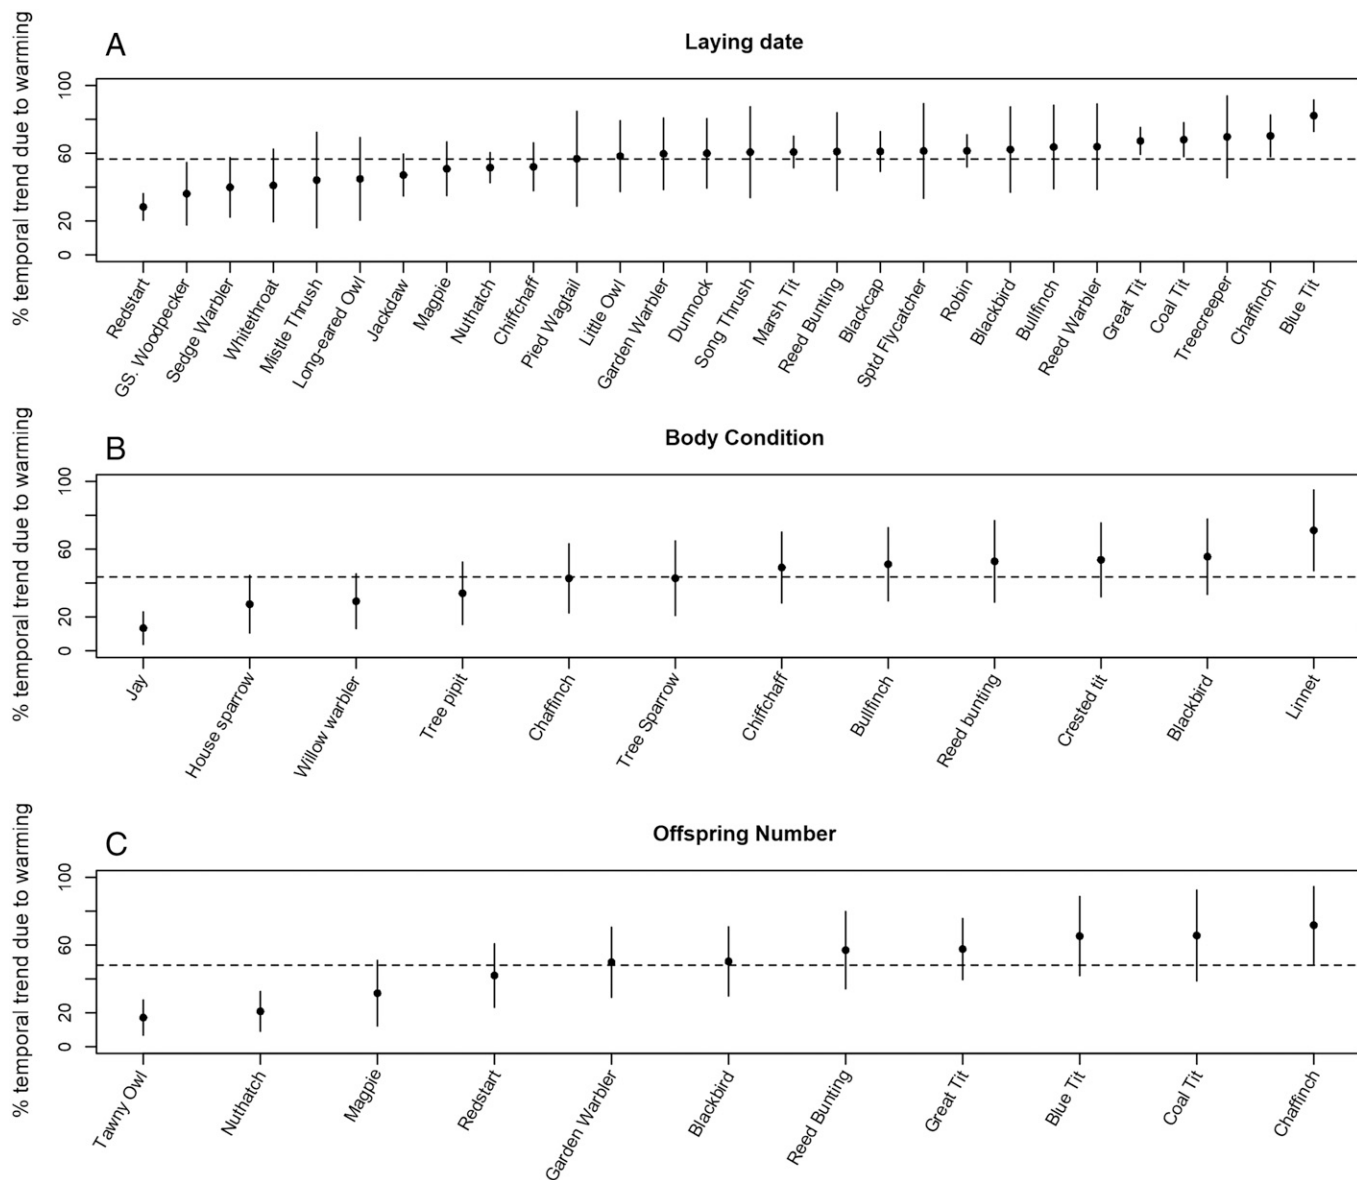 A
Laying date
% temporal trend due to warming
100
60
20
0
Redstart
GS. Woodpecker
Sedge Warbler
Whitethroat
Mistle Thrush
Long-eared Owl
Jackdaw
Magpie
Nuthatch
Chiffchaff
Pied Wagtail
Little Owl
Garden Warbler
Dunnock
Song Thrush
Marsh Tit
Reed Bunting
Blackcap
Sptd Flycatcher
Robin
Blackbird
Bullfinch
Reed Warbler
Great Tit
Coal Tit
Treecreeper
Chaffinch
Blue Tit
B
Body Condition
% temporal trend due to warming
100
60
20
0
Jay
House sparrow
Willow warbler
Tree pipit
Chaffinch
Tree Sparrow
Chiffchaff
Bullfinch
Reed bunting
Crested tit
Blackbird
Linnet
C
Offspring Number
% temporal trend due to warming
100
60
20
0
Tawny Owl
Nuthatch
Magpie
Redstart
Garden Warbler
Blackbird
Reed Bunting
Great Tit
Blue Tit
Coal Tit
Chaffinch